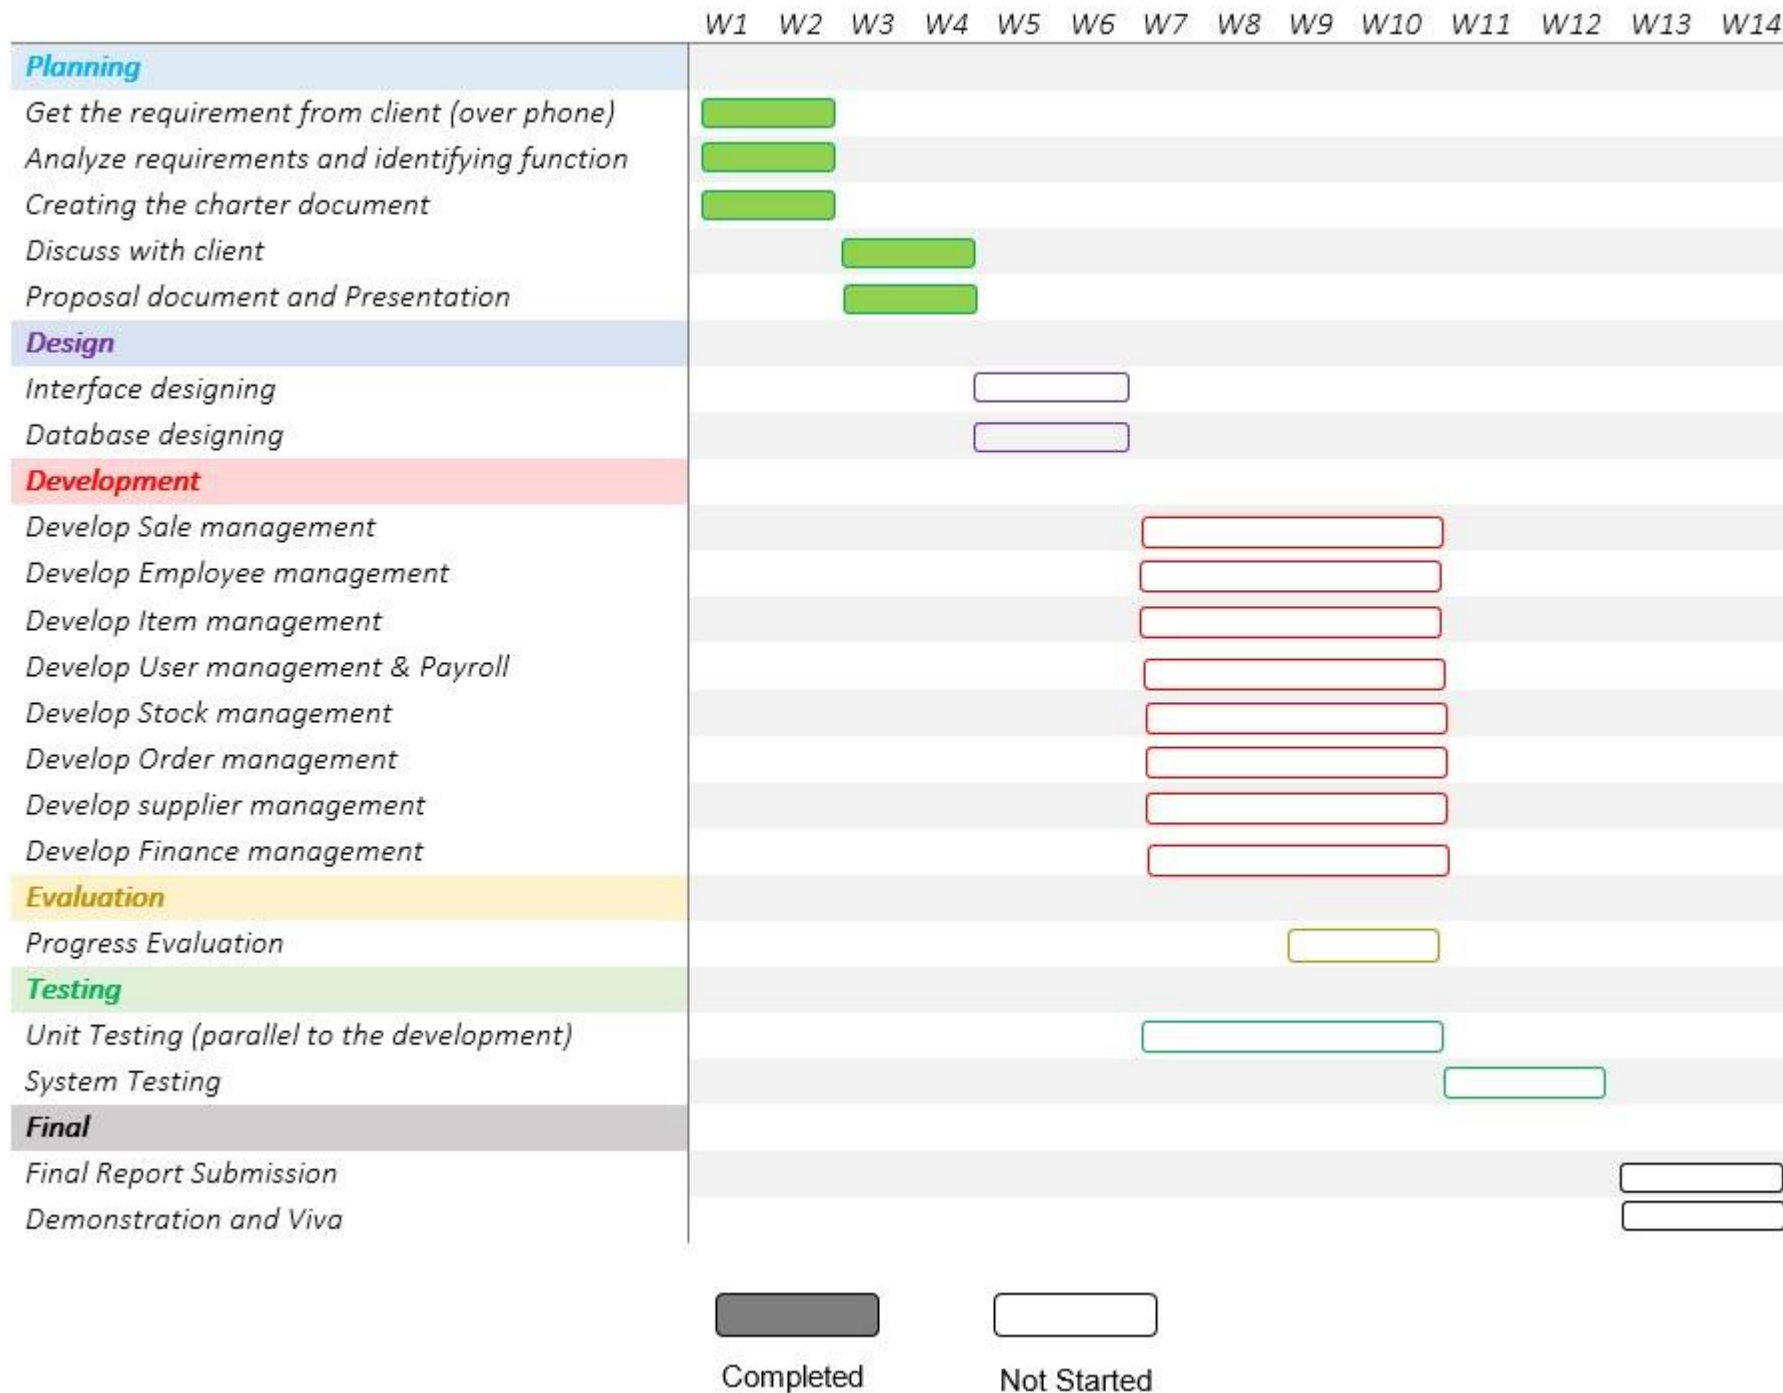 W1 W2 W3 W4 W5 W6 W7 W8 W9 W10 W11 W12 W13 W14
Planning
Get the requirement from client (over phone)
Analyze requirements and identifying function
Creating the charter document
Discuss with client
Proposal document and Presentation
Design
Interface designing
Database designing
Development
Develop Sale management
Develop Employee management
Develop Item management
Develop User management & Payroll
Develop Stock management
Develop Order management
Develop supplier management
Develop Finance management
Evaluation
Progress Evaluation
Testing
Unit Testing (parallel to the development)
System Testing
Final
Final Report Submission
Demonstration and Viva
Completed
Not Started